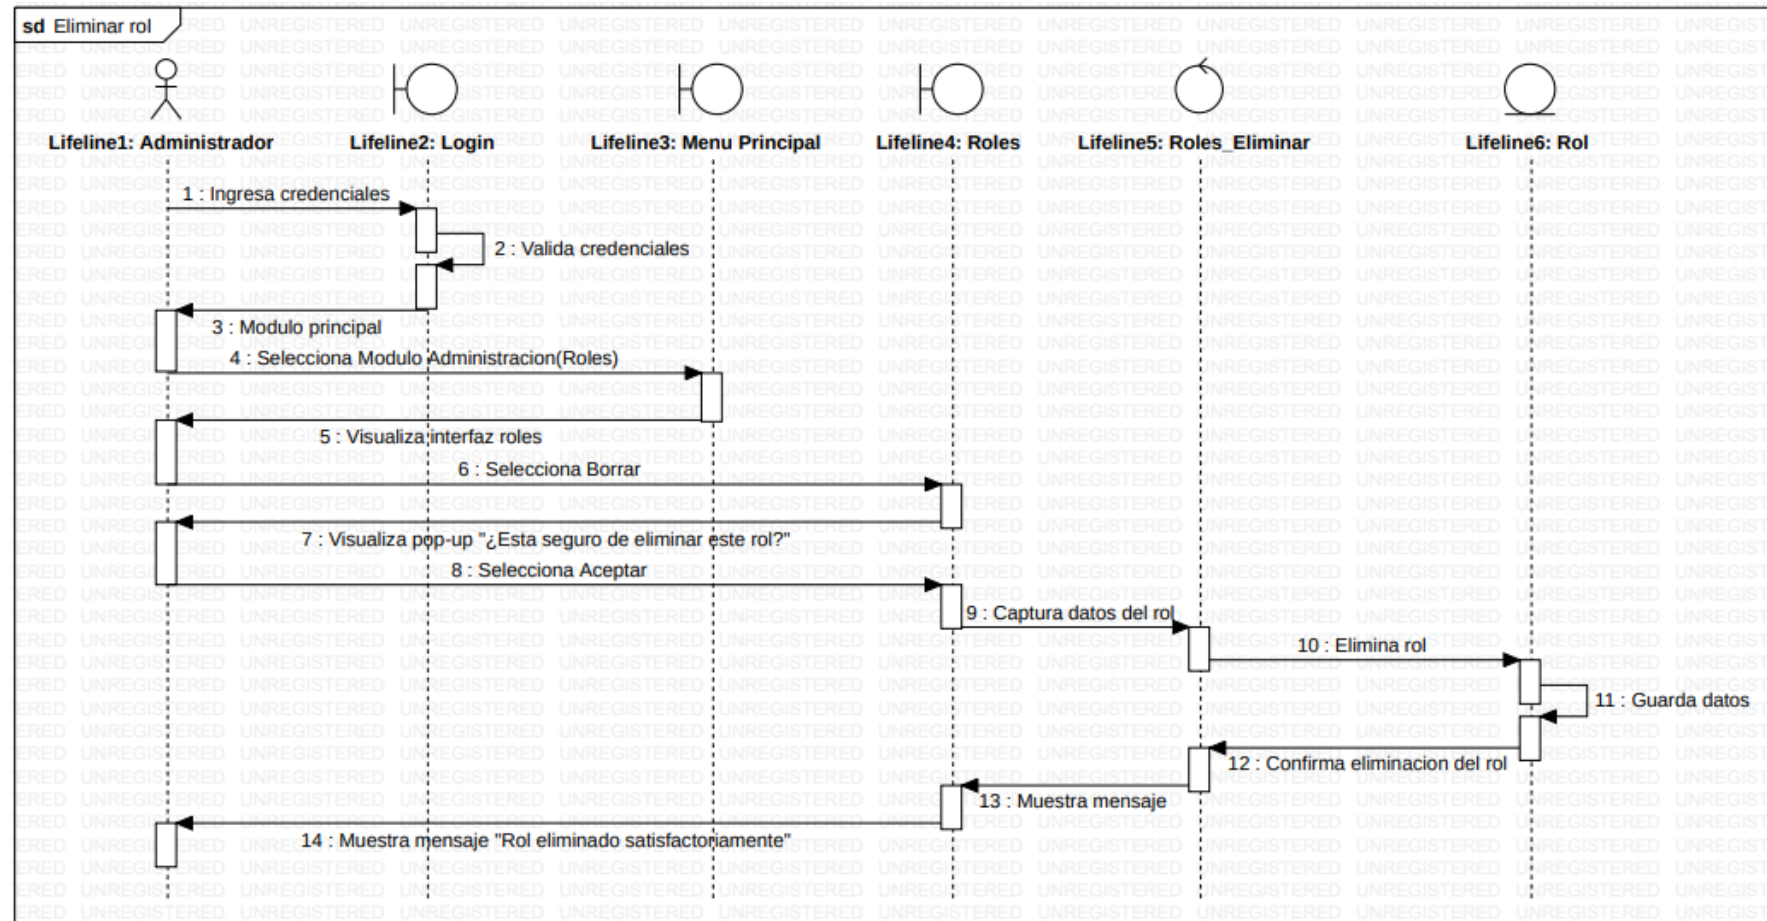 sd Eliminar rol
Lifeline1: Administrador
Lifeline2: Login
Lifeline3: Menu Principal
Lifeline4: Roles
Lifeline5: Roles_Eliminar
Lifeline6: Rol
1 : Ingresa credenciales
2 : Valida credenciales
3 : Modulo principal
4 : Selecciona Modulo Administracion(Roles)
5 : Visualiza interfaz roles
6 : Selecciona Borrar
7 : Visualiza pop-up "¿Esta seguro de eliminar este rol?"
8 : Selecciona Aceptar
9 : Captura datos del rol
10 : Elimina rol
11 : Guarda datos
12 : Confirma eliminacion del rol
13 : Muestra mensaje
14 : Muestra mensaje "Rol eliminado satisfactoriamente"
UNREGISTERED